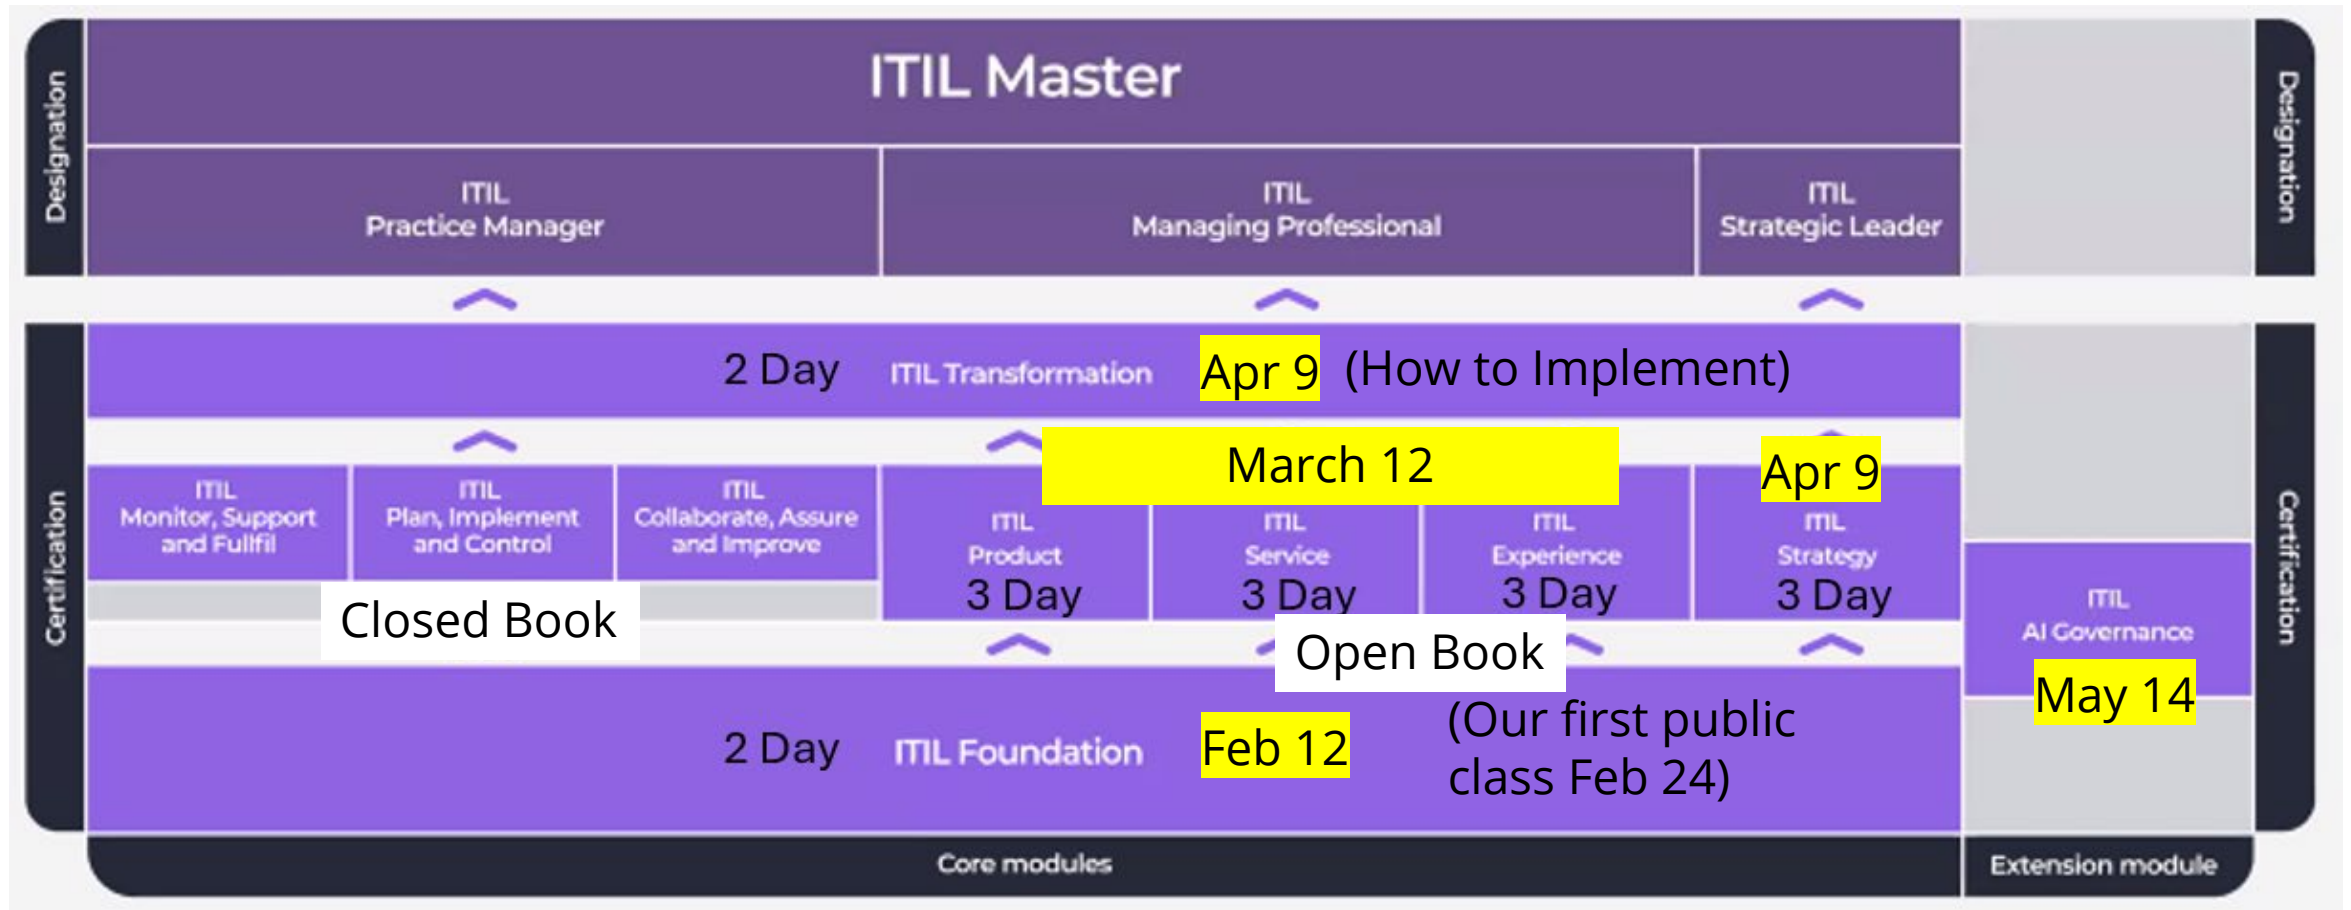 Designation
ITIL Master
Designation
ITIL
Practice Manager
ITIL
Managing Professional
ITIL
Strategic Leader
Certification
2 Day
ITIL Transformation
Apr 9
(How to Implement)
March 12
Apr 9
ITIL
Monitor, Support
and Fullfil
ITIL
Plan, Implement
and Control
ITIL
Collaborate, Assure
and Improve
ITIL
Product
3 Day
ITIL
Service
3 Day
ITIL
Experience
3 Day
ITIL
Strategy
3 Day
Certification
Closed Book
Open Book
ITIL
AI Governance
May 14
2 Day
ITIL Foundation
Feb 12
(Our first public
class Feb 24)
Core modules
Extension module